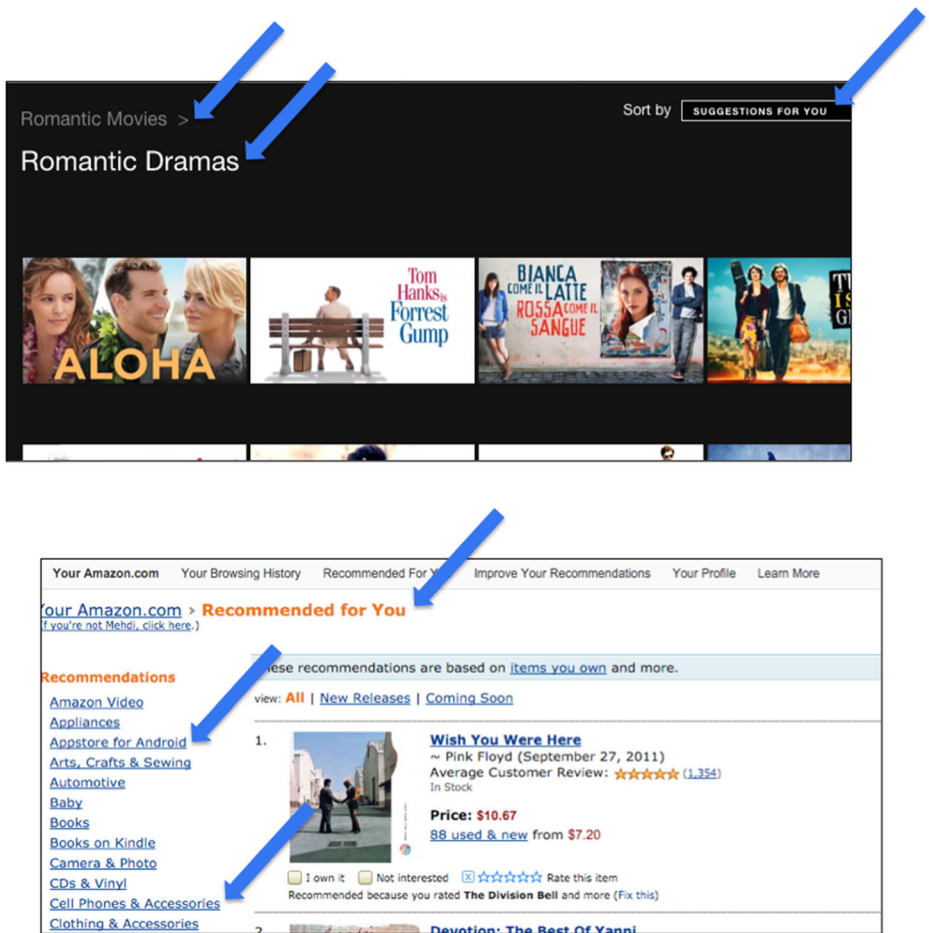 Romantic Movies >
Sort by SUGGESTIONS FOR YOU
Romantic Dramas
ALOHA
Tom
Hanks is
Forrest
Gump
BIANCA
COME IL LATTE
ROSSA COME IL
SANGUE
Your Amazon.com Your Browsing History Recommended For Improve Your Recommendations Your Profile Learn More
Your Amazon.com > Recommended for You
(If you're not Mehdi, click here.)
Recommendations
Amazon Video
Appliances
Appstore for Android
Arts, Crafts & Sewing
Automotive
Baby
Books
Books on Kindle
Camera & Photo
CDs & Vinyl
Cell Phones & Accessories
Clothing & Accessories
These recommendations are based on items you own and more.
view: All | New Releases | Coming Soon
1.
Wish You Were Here
~ Pink Floyd (September 27, 2011)
Average Customer Review: (1,354)
In Stock
Price: $10.67
88 used & new from $7.20
I own it Not interested Rate this item
Recommended because you rated The Division Bell and more (Fix this)
2.
Devotion: The Best Of Yanni